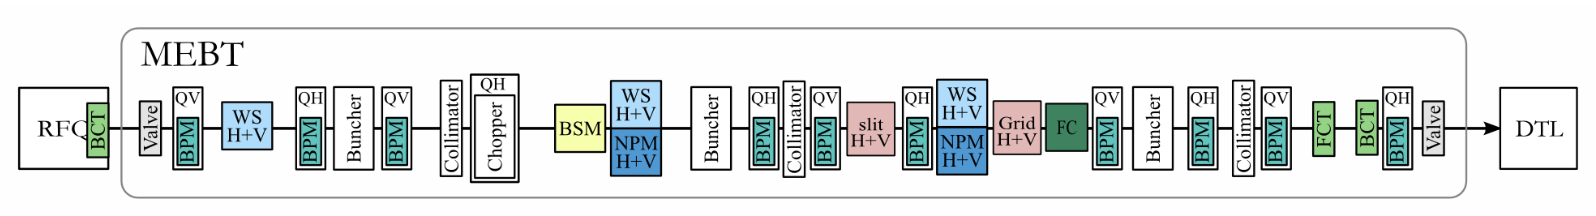 MEBT
RFQ
BCT
Valve
QV
BPM
WS
H+V
QH
BPM
Buncher
QV
BPM
Collimator
QH
Chopper
BSM
WS
H+V
NPM
H+V
Buncher
QH
BPM
Collimator
QV
BPM
slit
H+V
QH
BPM
WS
H+V
NPM
H+V
Grid
H+V
FC
QV
BPM
Buncher
QH
BPM
Collimator
QV
BPM
FCT
BCT
QH
BPM
Valve
DTL